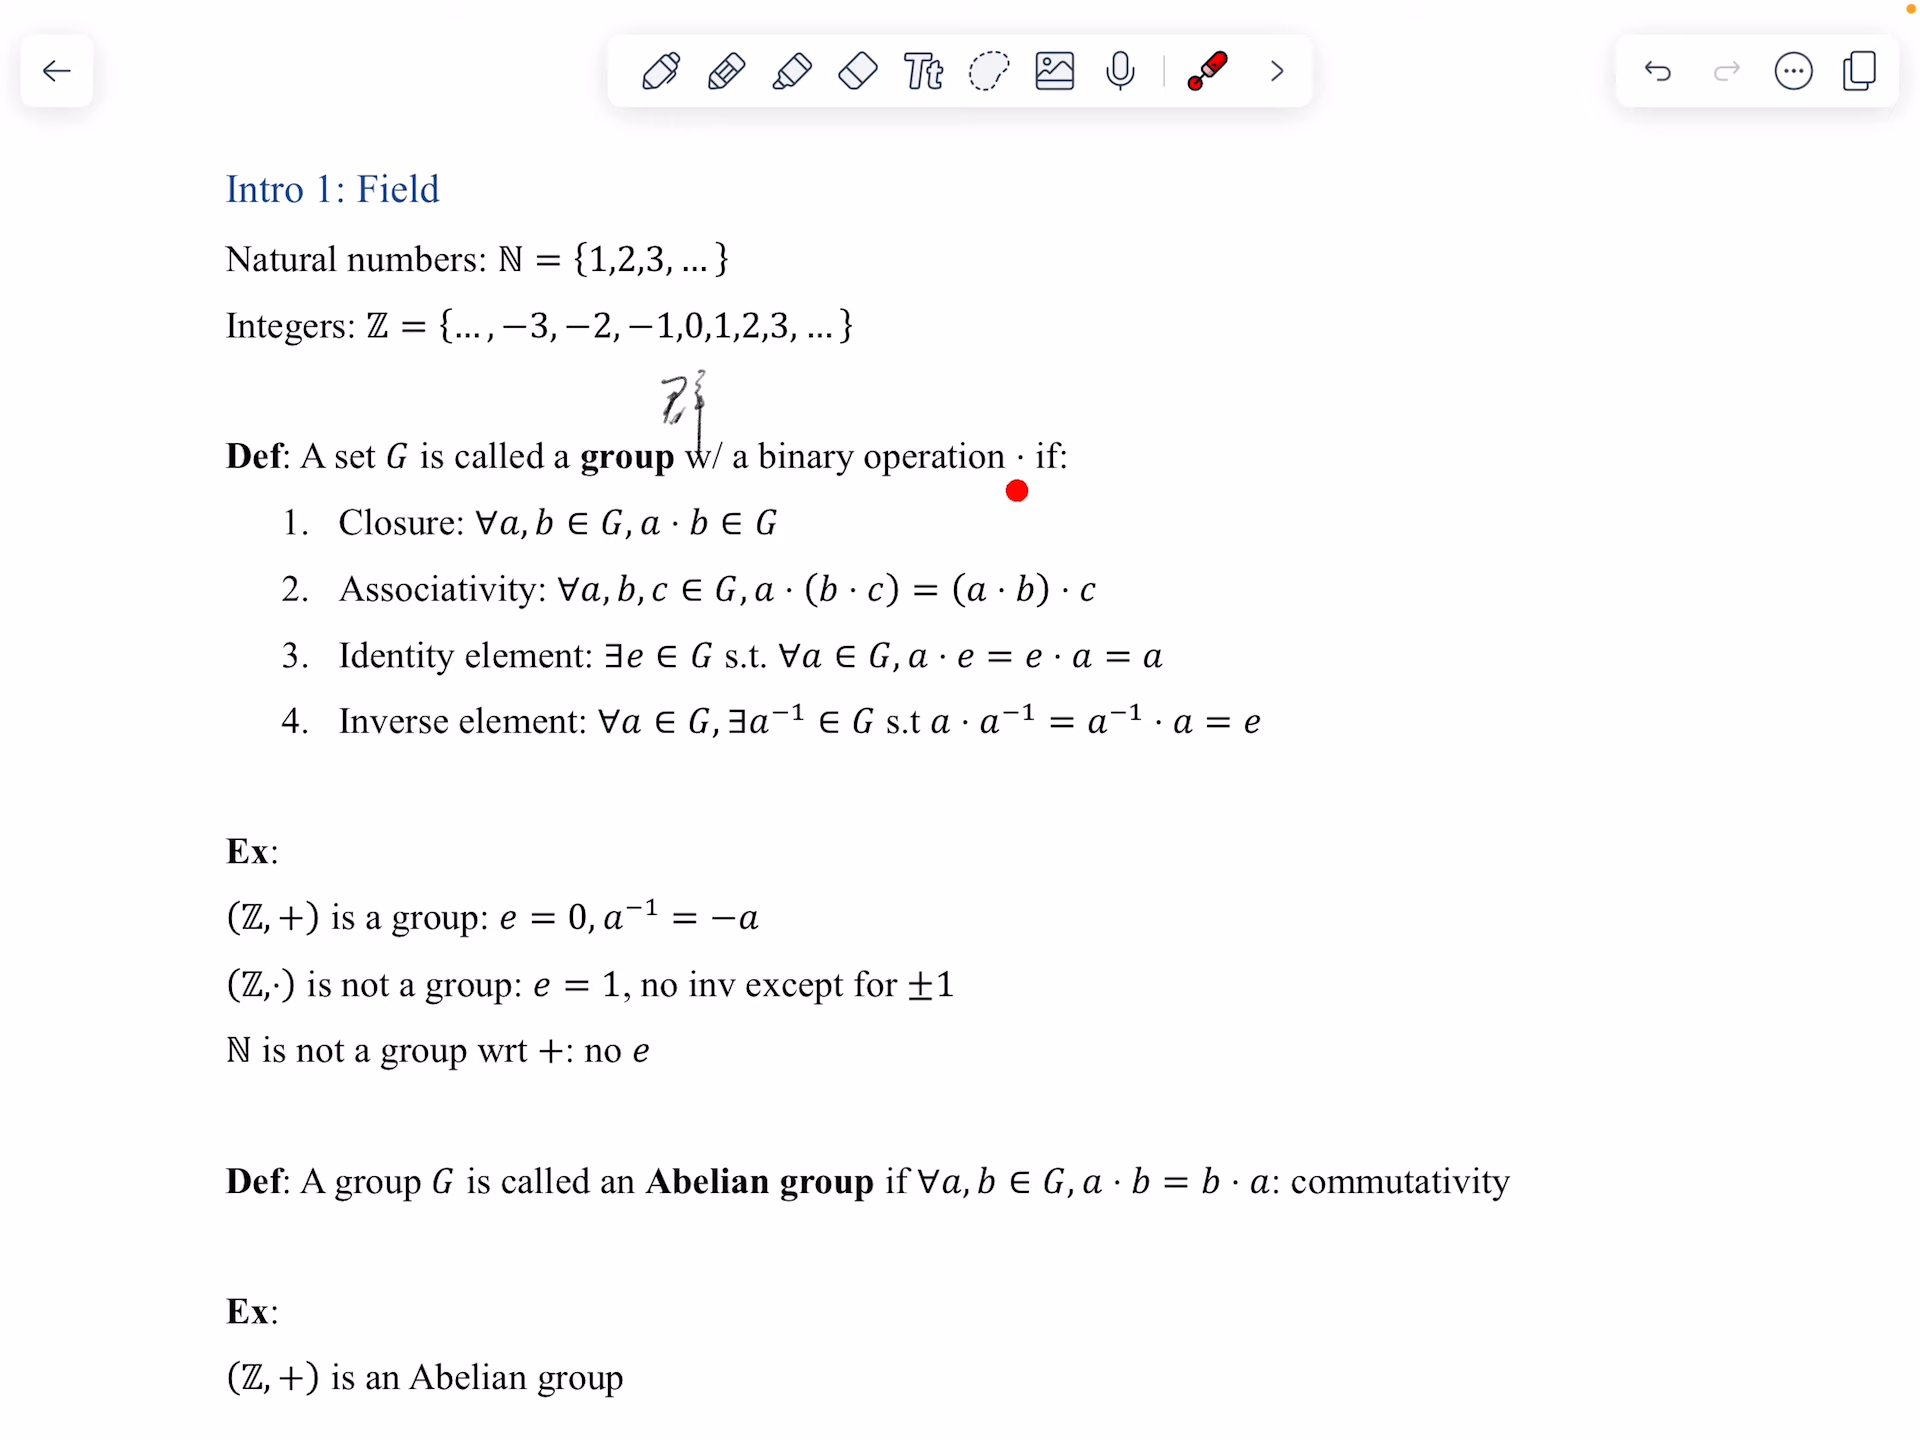 Intro 1: Field
Natural numbers: ℕ = {1,2,3, … }
Integers: ℤ = {… , −3, −2, −1,0,1,2,3, … }
群
Def: A set G is called a group w/ a binary operation · if:
1. Closure: ∀a, b ∈ G, a · b ∈ G
2. Associativity: ∀a, b, c ∈ G, a · (b · c) = (a · b) · c
3. Identity element: ∃e ∈ G s.t. ∀a ∈ G, a · e = e · a = a
4. Inverse element: ∀a ∈ G, ∃a⁻¹ ∈ G s.t a · a⁻¹ = a⁻¹ · a = e
Ex:
(ℤ, +) is a group: e = 0, a⁻¹ = −a
(ℤ,·) is not a group: e = 1, no inv except for ±1
ℕ is not a group wrt +: no e
Def: A group G is called an Abelian group if ∀a, b ∈ G, a · b = b · a: commutativity
Ex:
(ℤ, +) is an Abelian group